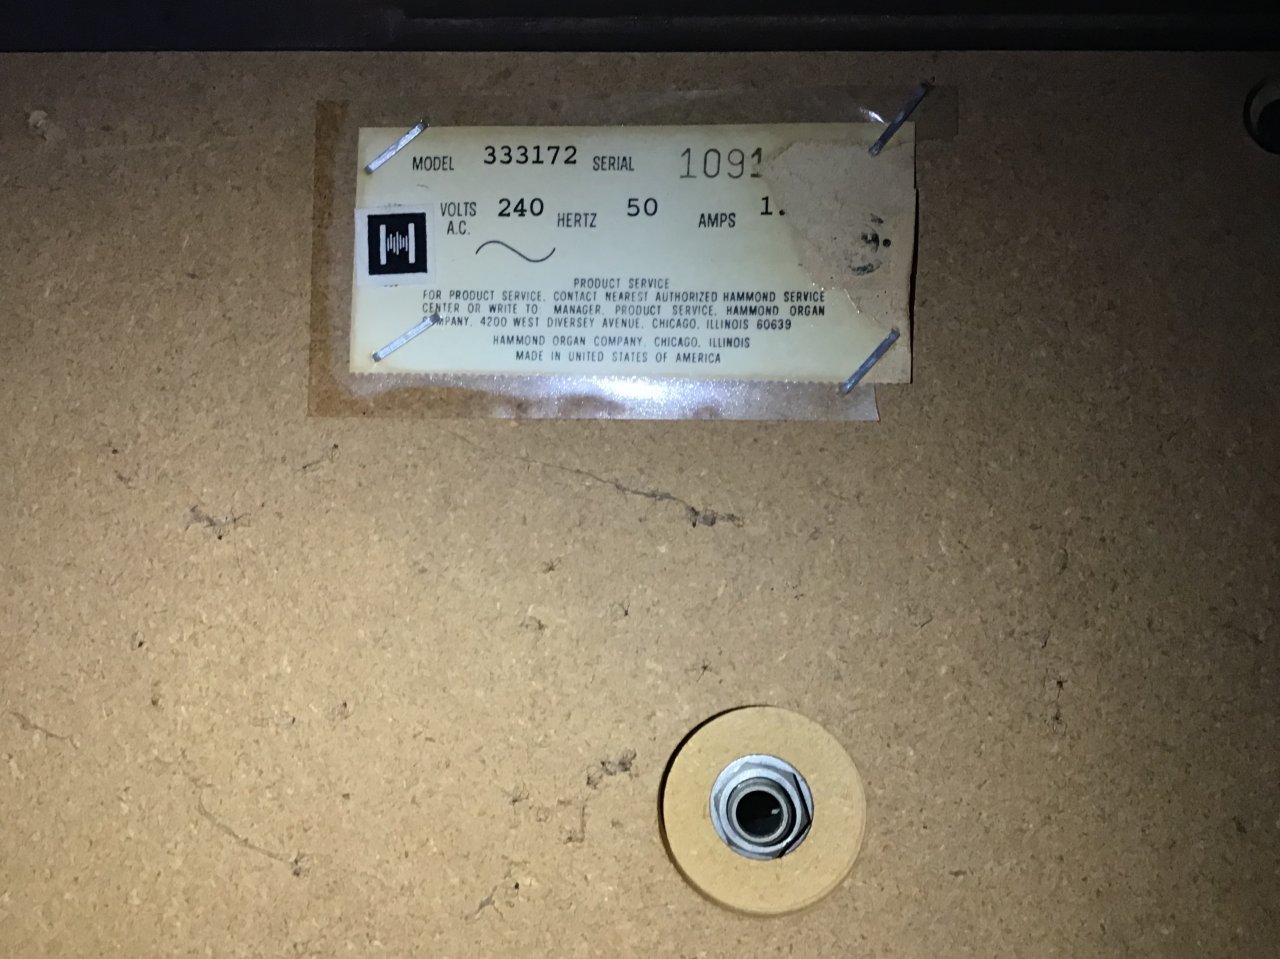 MODEL 333172 SERIAL 1091
VOLTS A.C. 240 HERTZ 50 AMPS 1.
PRODUCT SERVICE
FOR PRODUCT SERVICE, CONTACT NEAREST AUTHORIZED HAMMOND SERVICE
CENTER OR WRITE TO: MANAGER, PRODUCT SERVICE, HAMMOND ORGAN
COMPANY, 4200 WEST DIVERSEY AVENUE, CHICAGO, ILLINOIS 60639
HAMMOND ORGAN COMPANY, CHICAGO, ILLINOIS
MADE IN UNITED STATES OF AMERICA